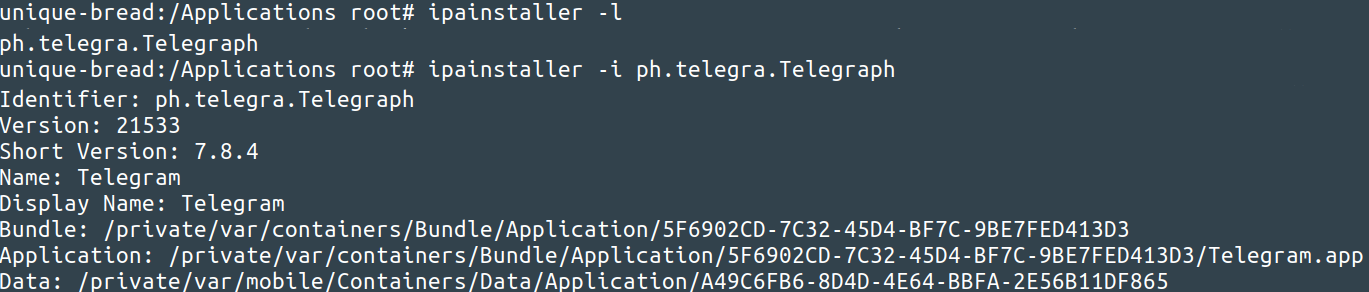 unique-bread:/Applications root# ipainstaller -l
ph.telegra.Telegraph
unique-bread:/Applications root# ipainstaller -i ph.telegra.Telegraph
Identifier: ph.telegra.Telegraph
Version: 21533
Short Version: 7.8.4
Name: Telegram
Display Name: Telegram
Bundle: /private/var/containers/Bundle/Application/5F6902CD-7C32-45D4-BF7C-9BE7FED413D3
Application: /private/var/containers/Bundle/Application/5F6902CD-7C32-45D4-BF7C-9BE7FED413D3/Telegram.app
Data: /private/var/mobile/Containers/Data/Application/A49C6FB6-8D4D-4E64-BBFA-2E56B11DF865